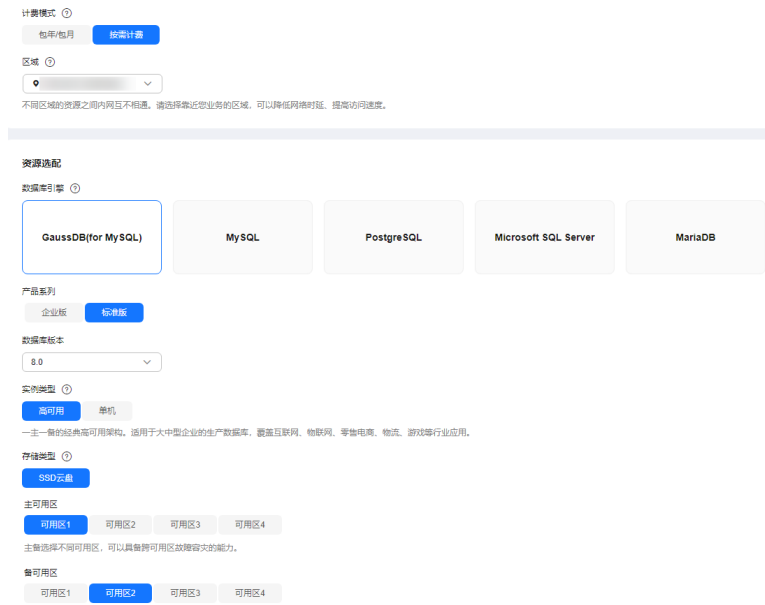 计费模式
包年/包月 按需计费
区域
不同区域的资源之间内网互不相通。请选择靠近您业务的区域，可以降低网络时延、提高访问速度。
资源选配
数据库引擎
GaussDB(for MySQL) MySQL PostgreSQL Microsoft SQL Server MariaDB
产品系列
企业版 标准版
数据库版本
8.0
实例类型
高可用 单机
一主一备的经典高可用架构。适用于大中型企业的生产数据库，覆盖互联网、物联网、零售电商、物流、游戏等行业应用。
存储类型
SSD云盘
主可用区
可用区1 可用区2 可用区3 可用区4
主备选择不同可用区，可以具备跨可用区故障容灾的能力。
备可用区
可用区1 可用区2 可用区3 可用区4